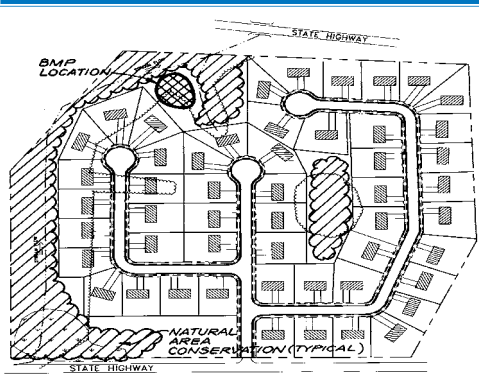 STATE HIGHWAY
BMP
LOCATION
NATURAL
AREA
CONSERVATION (TYPICAL)
STATE HIGHWAY